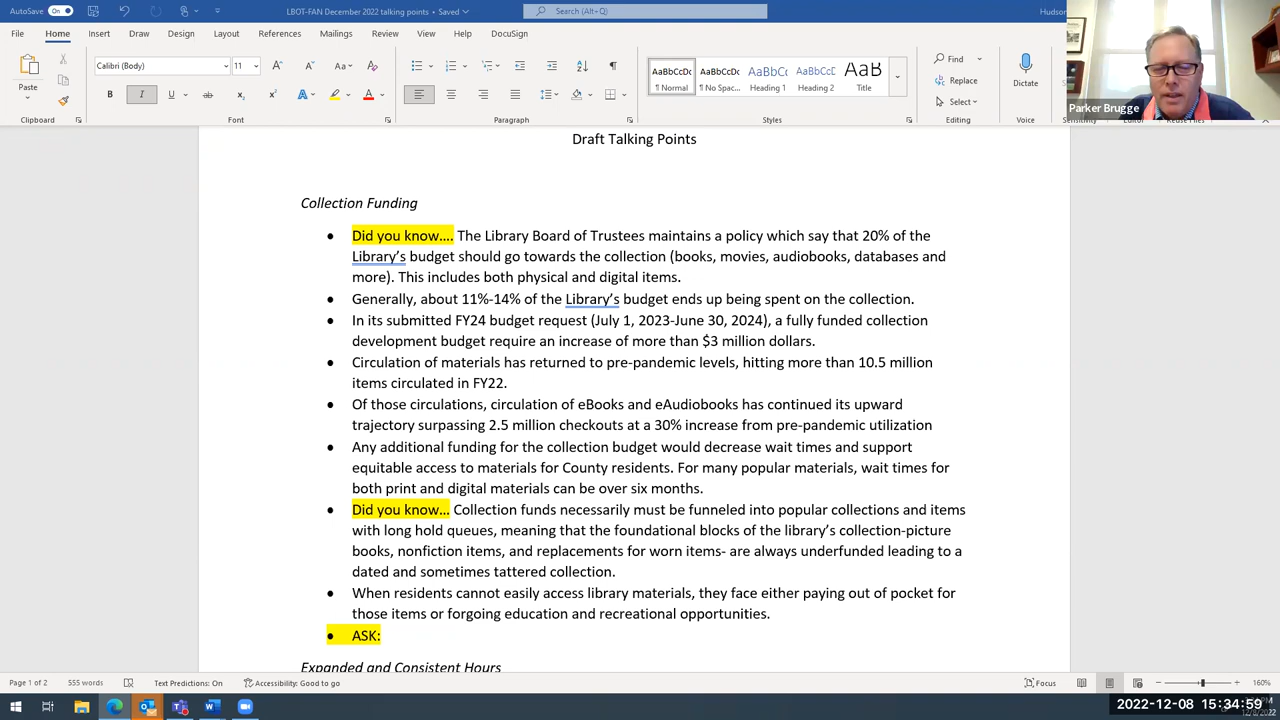 AutoSave On LBOT-FAN December 2022 talking points • Saved Search (Alt+Q) Hudson
File Home Insert Draw Design Layout References Mailings Review View Help DocuSign
Paste Calibri (Body) 11 A A Aa A B I U x A A
AaBbCcDc AaBbCcDc AaBbCc AaBbCcD AaB
¶ Normal ¶ No Spac... Heading 1 Heading 2 Title
Find Replace Select Dictate
Clipboard Font Paragraph Styles Editing Voice Sensitivity Editor Reuse Files
Parker Brugge
Draft Talking Points
Collection Funding
• Did you know.... The Library Board of Trustees maintains a policy which say that 20% of the
Library's budget should go towards the collection (books, movies, audiobooks, databases and
more). This includes both physical and digital items.
• Generally, about 11%-14% of the Library's budget ends up being spent on the collection.
• In its submitted FY24 budget request (July 1, 2023-June 30, 2024), a fully funded collection
development budget require an increase of more than $3 million dollars.
• Circulation of materials has returned to pre-pandemic levels, hitting more than 10.5 million
items circulated in FY22.
• Of those circulations, circulation of eBooks and eAudiobooks has continued its upward
trajectory surpassing 2.5 million checkouts at a 30% increase from pre-pandemic utilization
• Any additional funding for the collection budget would decrease wait times and support
equitable access to materials for County residents. For many popular materials, wait times for
both print and digital materials can be over six months.
• Did you know... Collection funds necessarily must be funneled into popular collections and items
with long hold queues, meaning that the foundational blocks of the library's collection-picture
books, nonfiction items, and replacements for worn items- are always underfunded leading to a
dated and sometimes tattered collection.
• When residents cannot easily access library materials, they face either paying out of pocket for
those items or forgoing education and recreational opportunities.
• ASK:
Expanded and Consistent Hours
Page 1 of 2 555 words Text Predictions: On Accessibility: Good to go Focus 160%
2022-12-08 15:34:59